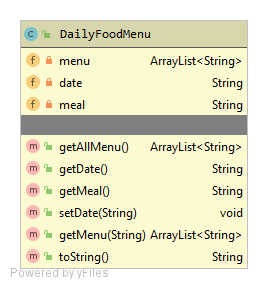 C DailyFoodMenu
f menu ArrayList<String>
f date String
f meal String
m getAllMenu() ArrayList<String>
m getDate() String
m getMeal() String
m setDate(String) void
m getMenu(String) ArrayList<String>
m toString() String
Powered by yFiles